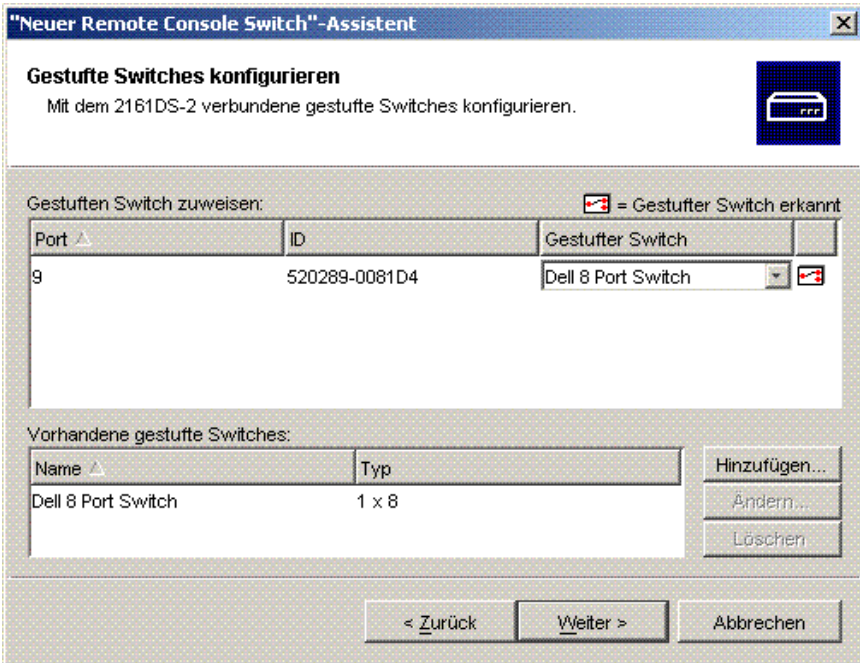 "Neuer Remote Console Switch"-Assistent
Gestufte Switches konfigurieren
Mit dem 2161DS-2 verbundene gestufte Switches konfigurieren.
Gestuften Switch zuweisen:
= Gestufter Switch erkannt
Port ID Gestufter Switch
9 520289-0081D4 Dell 8 Port Switch
Vorhandene gestufte Switches:
Name Typ
Dell 8 Port Switch 1 x 8
Hinzufügen...
Ändern...
Löschen
< Zurück Weiter > Abbrechen